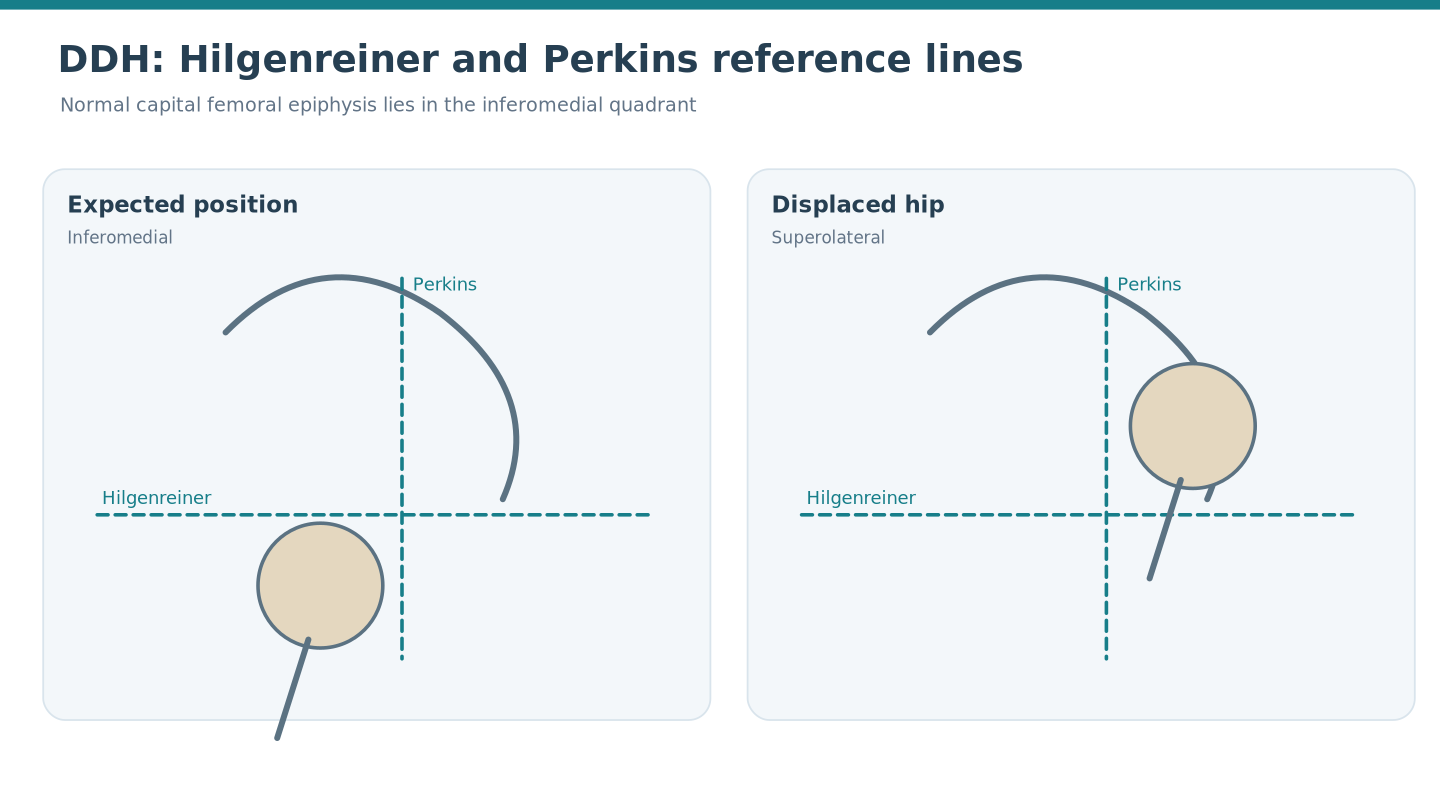 DDH: Hilgenreiner and Perkins reference lines
Normal capital femoral epiphysis lies in the inferomedial quadrant
Expected position
Inferomedial
Perkins
Hilgenreiner
Displaced hip
Superolateral
Perkins
Hilgenreiner